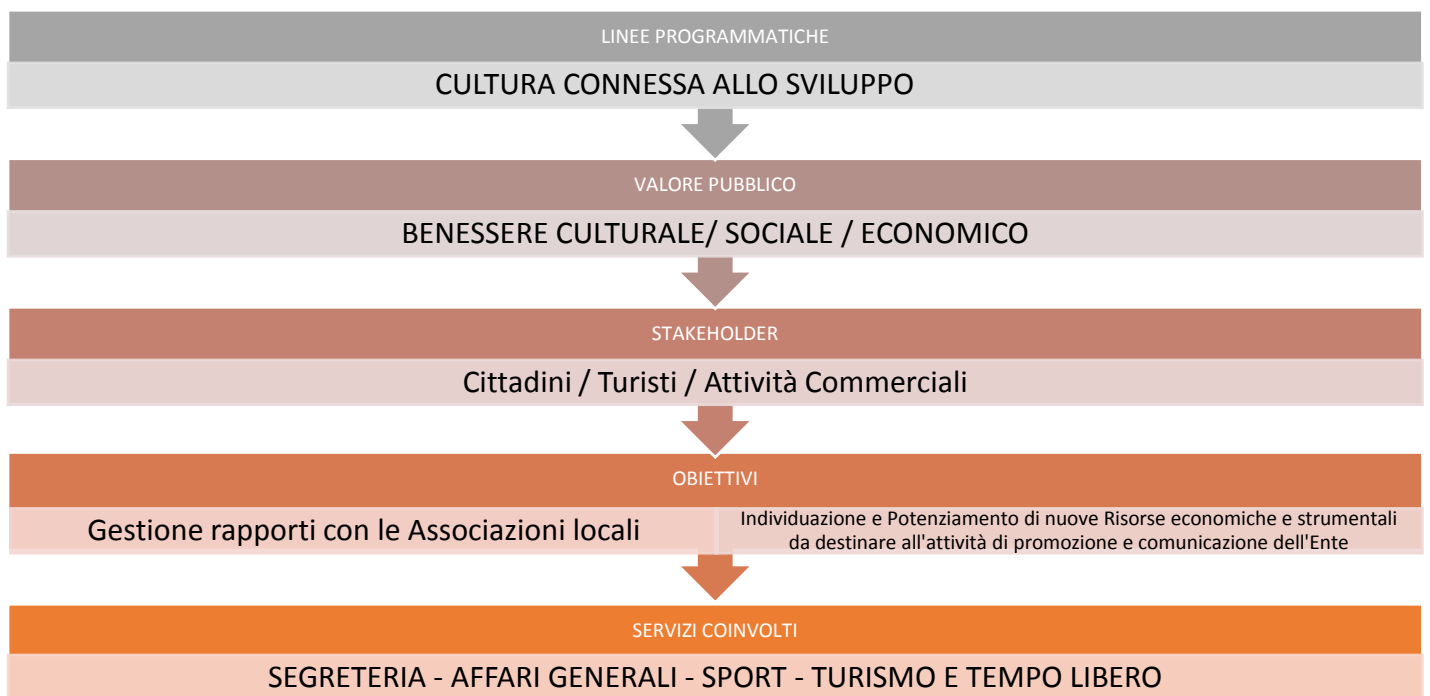 LINEE PROGRAMMATICHE
CULTURA CONNESSA ALLO SVILUPPO
VALORE PUBBLICO
BENESSERE CULTURALE/ SOCIALE / ECONOMICO
STAKEHOLDER
Cittadini / Turisti / Attività Commerciali
OBIETTIVI
Gestione rapporti con le Associazioni locali
Individuazione e Potenziamento di nuove Risorse economiche e strumentali
da destinare all'attività di promozione e comunicazione dell'Ente
SERVIZI COINVOLTI
SEGRETERIA - AFFARI GENERALI - SPORT - TURISMO E TEMPO LIBERO